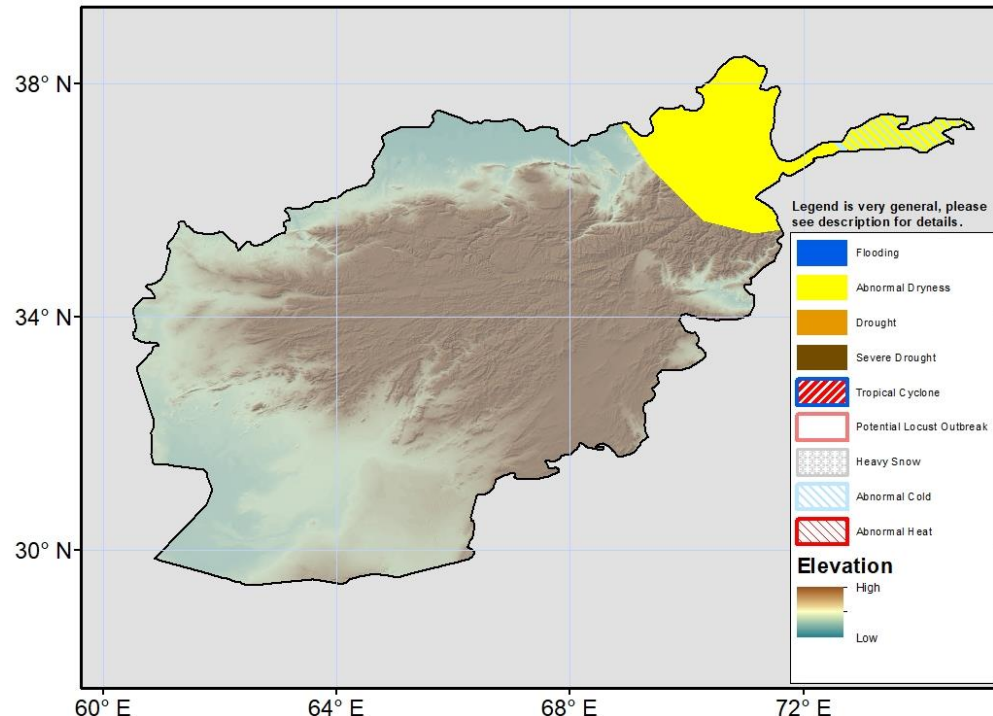 38° N
34° N
30° N
60° E
64° E
68° E
72° E
Legend is very general, please
see description for details.
Flooding
Abnormal Dryness
Drought
Severe Drought
Tropical Cyclone
Potential Locust Outbreak
Heavy Snow
Abnormal Cold
Abnormal Heat
Elevation
High
Low